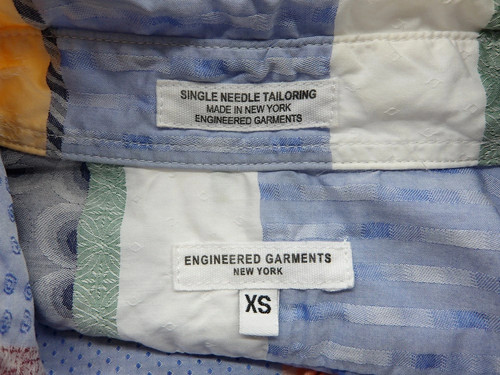 SINGLE NEEDLE TAILORING
MADE IN NEW YORK
ENGINEERED GARMENTS
ENGINEERED GARMENTS
NEW YORK
XS